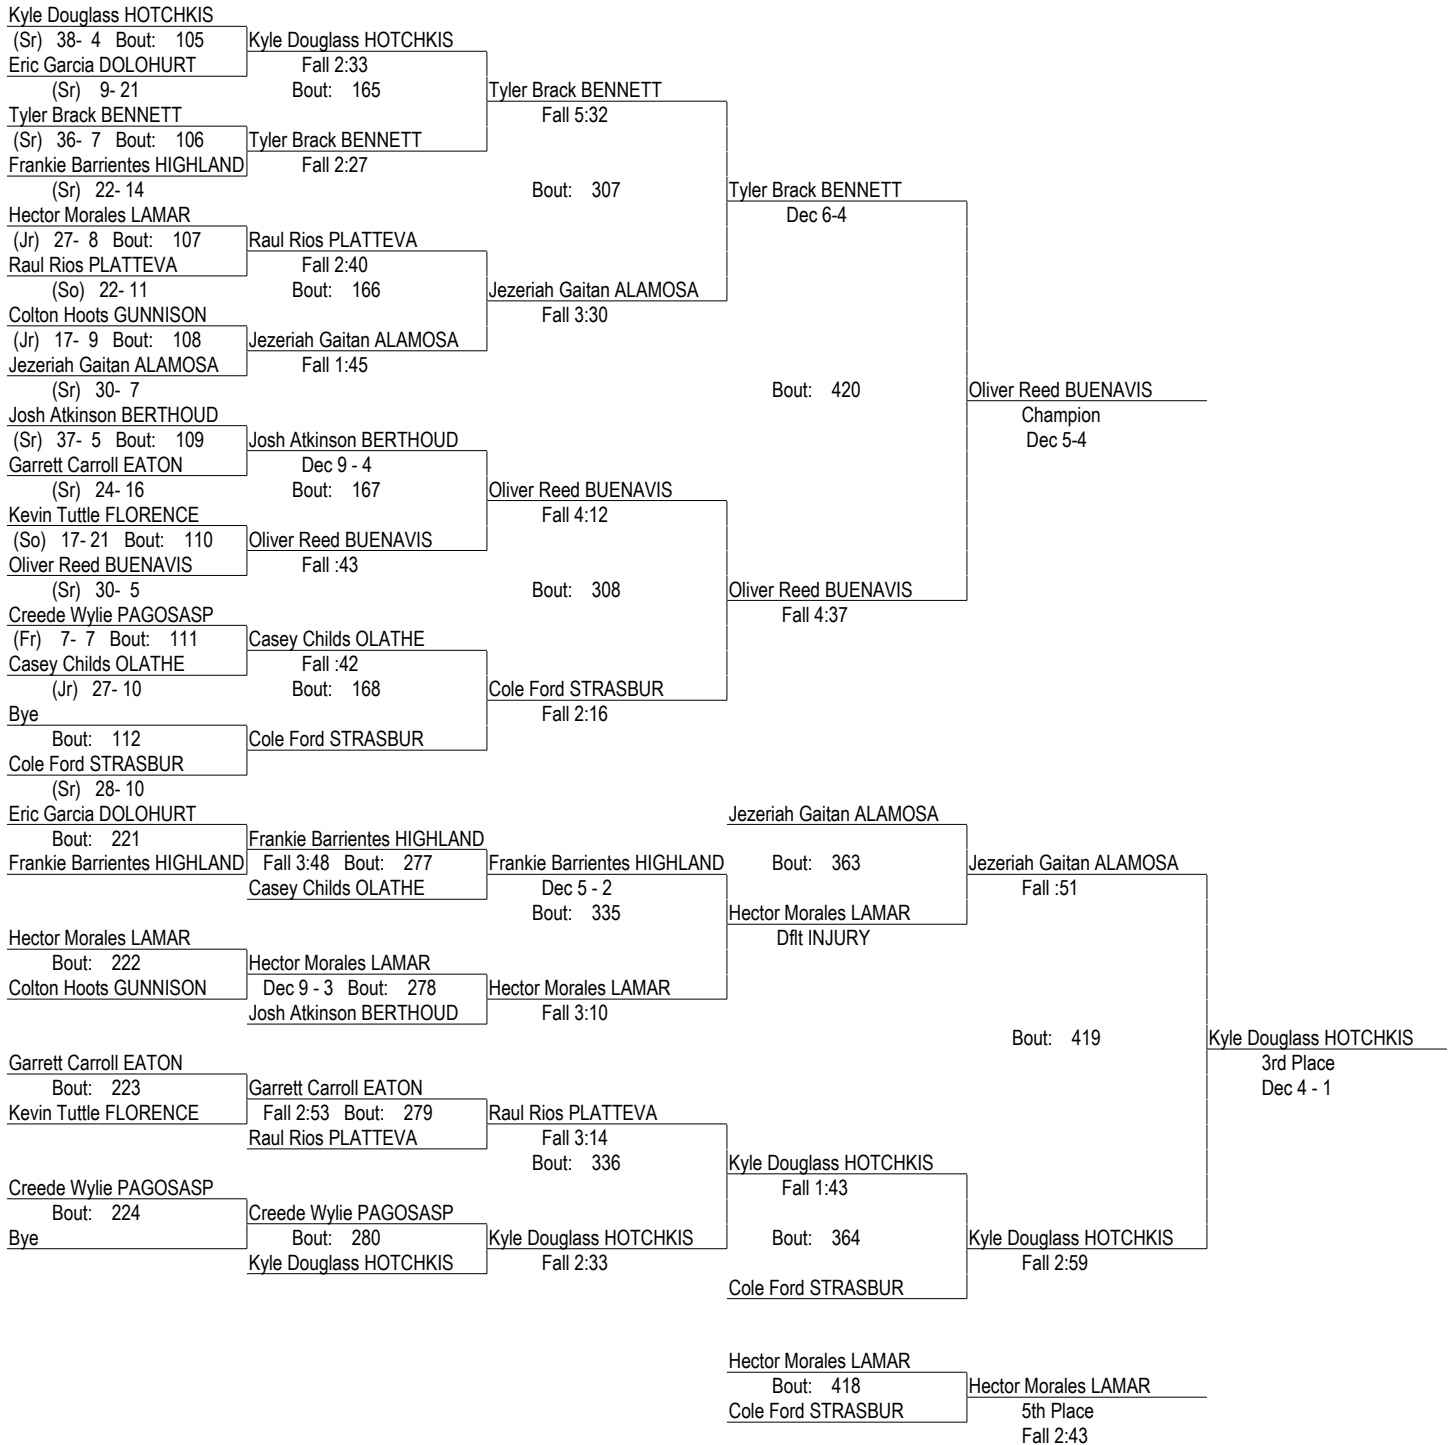 Kyle Douglass HOTCHKIS
(Sr) 38- 4 Bout: 105
Kyle Douglass HOTCHKIS
Eric Garcia DOLOHURT
Fall 2:33
(Sr) 9- 21
Bout: 165
Tyler Brack BENNETT
Tyler Brack BENNETT
Fall 5:32
(Sr) 36- 7 Bout: 106
Tyler Brack BENNETT
Frankie Barrientes HIGHLAND
Fall 2:27
(Sr) 22- 14
Bout: 307
Tyler Brack BENNETT
Hector Morales LAMAR
Dec 6-4
(Jr) 27- 8 Bout: 107
Raul Rios PLATTEVA
Raul Rios PLATTEVA
Fall 2:40
(So) 22- 11
Bout: 166
Jezeriah Gaitan ALAMOSA
Colton Hoots GUNNISON
Fall 3:30
(Jr) 17- 9 Bout: 108
Jezeriah Gaitan ALAMOSA
Jezeriah Gaitan ALAMOSA
Fall 1:45
(Sr) 30- 7
Bout: 420
Oliver Reed BUENAVIS
Josh Atkinson BERTHOUD
Champion
(Sr) 37- 5 Bout: 109
Josh Atkinson BERTHOUD
Dec 5-4
Garrett Carroll EATON
Dec 9 - 4
(Sr) 24- 16
Bout: 167
Oliver Reed BUENAVIS
Kevin Tuttle FLORENCE
Fall 4:12
(So) 17- 21 Bout: 110
Oliver Reed BUENAVIS
Oliver Reed BUENAVIS
Fall :43
(Sr) 30- 5
Bout: 308
Oliver Reed BUENAVIS
Creede Wylie PAGOSASP
Fall 4:37
(Fr) 7- 7 Bout: 111
Casey Childs OLATHE
Casey Childs OLATHE
Fall :42
(Jr) 27- 10
Bout: 168
Cole Ford STRASBUR
Bye
Fall 2:16
Bout: 112
Cole Ford STRASBUR
Cole Ford STRASBUR
(Sr) 28- 10
Eric Garcia DOLOHURT
Jezeriah Gaitan ALAMOSA
Bout: 221
Frankie Barrientes HIGHLAND
Frankie Barrientes HIGHLAND
Fall 3:48 Bout: 277
Frankie Barrientes HIGHLAND
Bout: 363
Jezeriah Gaitan ALAMOSA
Casey Childs OLATHE
Dec 5 - 2
Fall :51
Bout: 335
Hector Morales LAMAR
Hector Morales LAMAR
Dflt INJURY
Bout: 222
Hector Morales LAMAR
Colton Hoots GUNNISON
Dec 9 - 3 Bout: 278
Hector Morales LAMAR
Josh Atkinson BERTHOUD
Fall 3:10
Bout: 419
Kyle Douglass HOTCHKIS
Garrett Carroll EATON
3rd Place
Bout: 223
Garrett Carroll EATON
Dec 4 - 1
Kevin Tuttle FLORENCE
Fall 2:53 Bout: 279
Raul Rios PLATTEVA
Raul Rios PLATTEVA
Fall 3:14
Bout: 336
Kyle Douglass HOTCHKIS
Creede Wylie PAGOSASP
Fall 1:43
Bout: 224
Creede Wylie PAGOSASP
Bye
Bout: 280
Kyle Douglass HOTCHKIS
Bout: 364
Kyle Douglass HOTCHKIS
Kyle Douglass HOTCHKIS
Fall 2:33
Fall 2:59
Cole Ford STRASBUR
Hector Morales LAMAR
Bout: 418
Hector Morales LAMAR
Cole Ford STRASBUR
5th Place
Fall 2:43